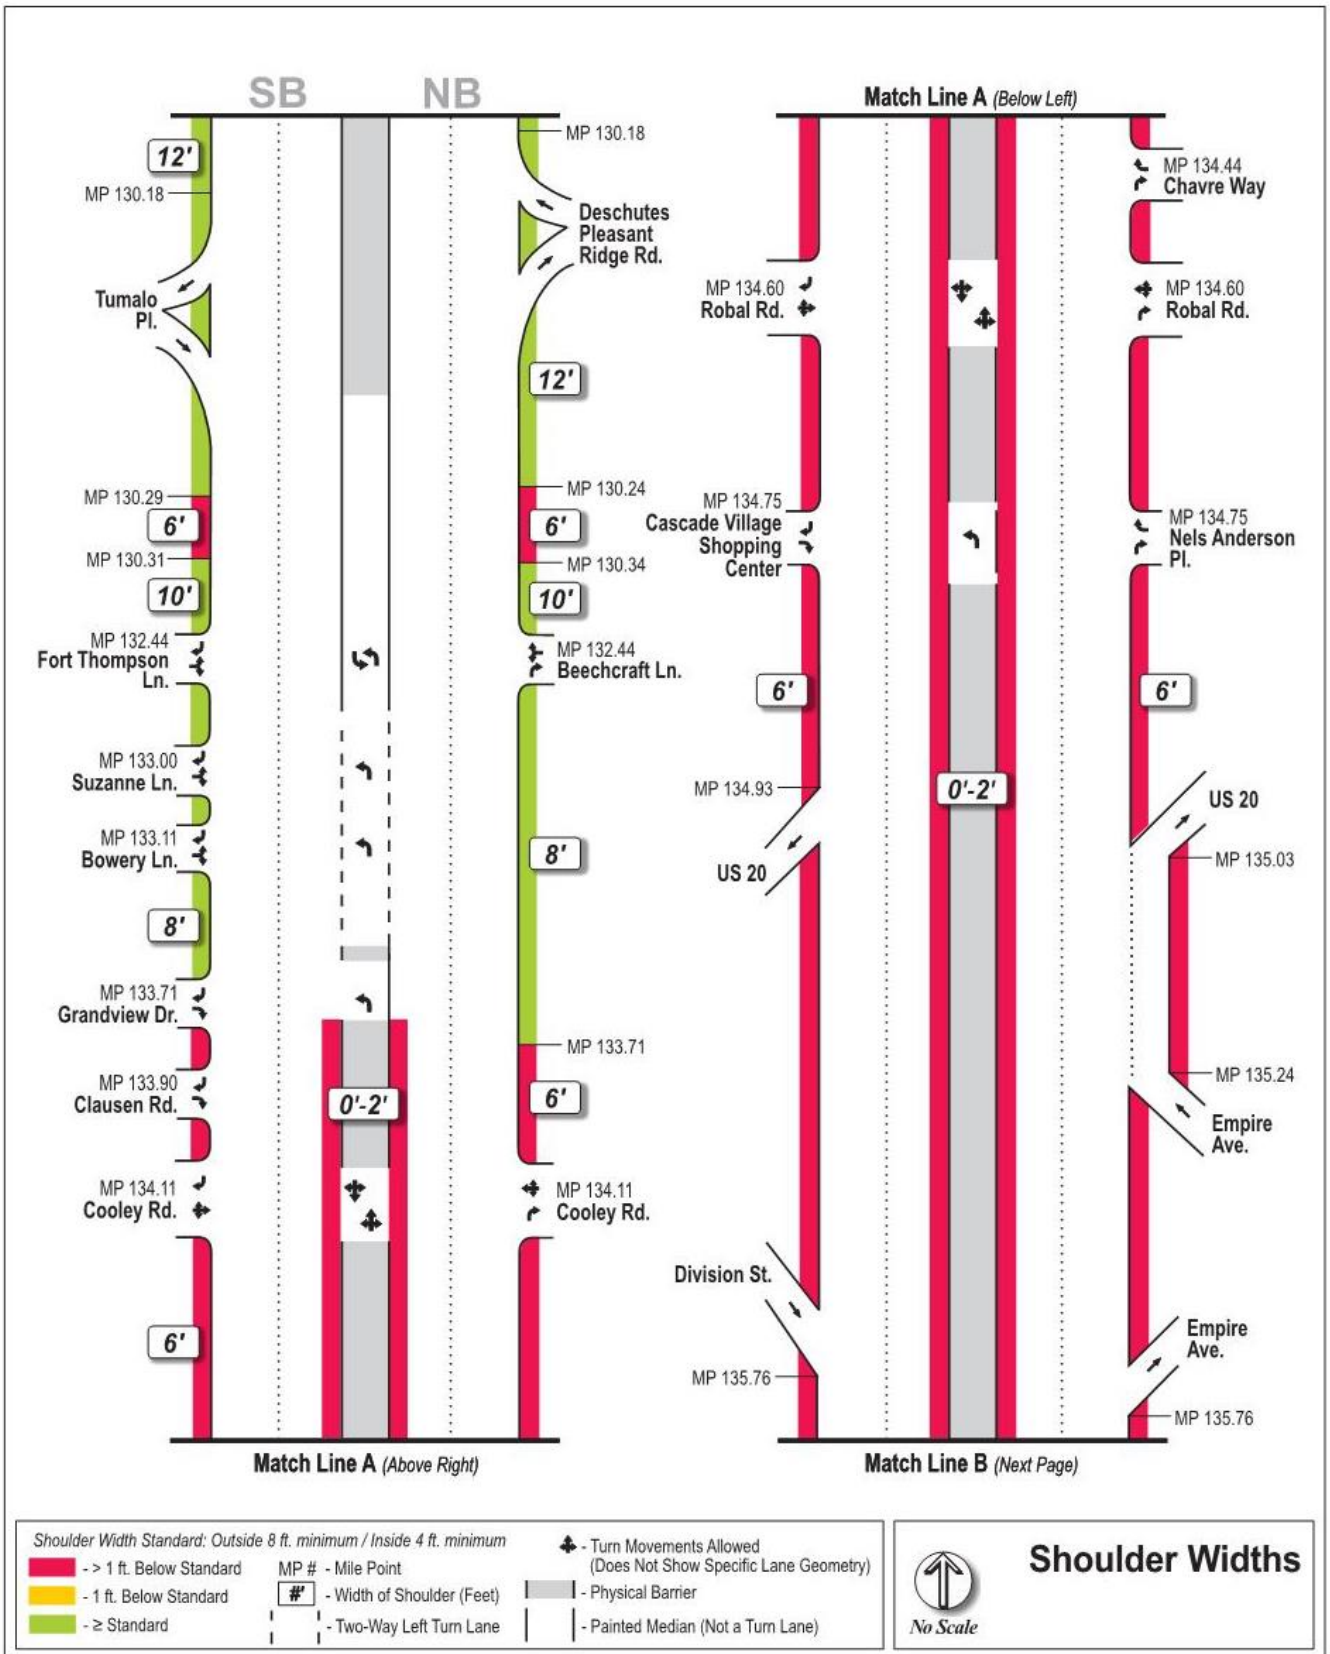 SB
NB
12'
MP 130.18
MP 130.18
Deschutes
Pleasant
Ridge Rd.
Tumalo
Pl.
12'
MP 130.29
MP 130.24
6'
6'
MP 130.31
MP 130.34
10'
10'
MP 132.44
Fort Thompson
Ln.
MP 132.44
Beechcraft Ln.
MP 133.00
Suzanne Ln.
MP 133.11
Bowery Ln.
8'
8'
MP 133.71
Grandview Dr.
MP 133.71
MP 133.90
Clausen Rd.
0'-2'
6'
MP 134.11
Cooley Rd.
MP 134.11
Cooley Rd.
6'
Match Line A (Above Right)
Match Line A (Below Left)
MP 134.44
Chavre Way
MP 134.60
Robal Rd.
MP 134.60
Robal Rd.
MP 134.75
Cascade Village
Shopping
Center
MP 134.75
Nels Anderson
Pl.
6'
6'
MP 134.93
0'-2'
US 20
US 20
MP 135.03
MP 135.24
Empire
Ave.
Division St.
Empire
Ave.
MP 135.76
MP 135.76
Match Line B (Next Page)
Shoulder Width Standard: Outside 8 ft. minimum / Inside 4 ft. minimum
- > 1 ft. Below Standard
- 1 ft. Below Standard
- ≥ Standard
MP # - Mile Point
#' - Width of Shoulder (Feet)
- Two-Way Left Turn Lane
- Turn Movements Allowed
(Does Not Show Specific Lane Geometry)
- Physical Barrier
- Painted Median (Not a Turn Lane)
No Scale
Shoulder Widths